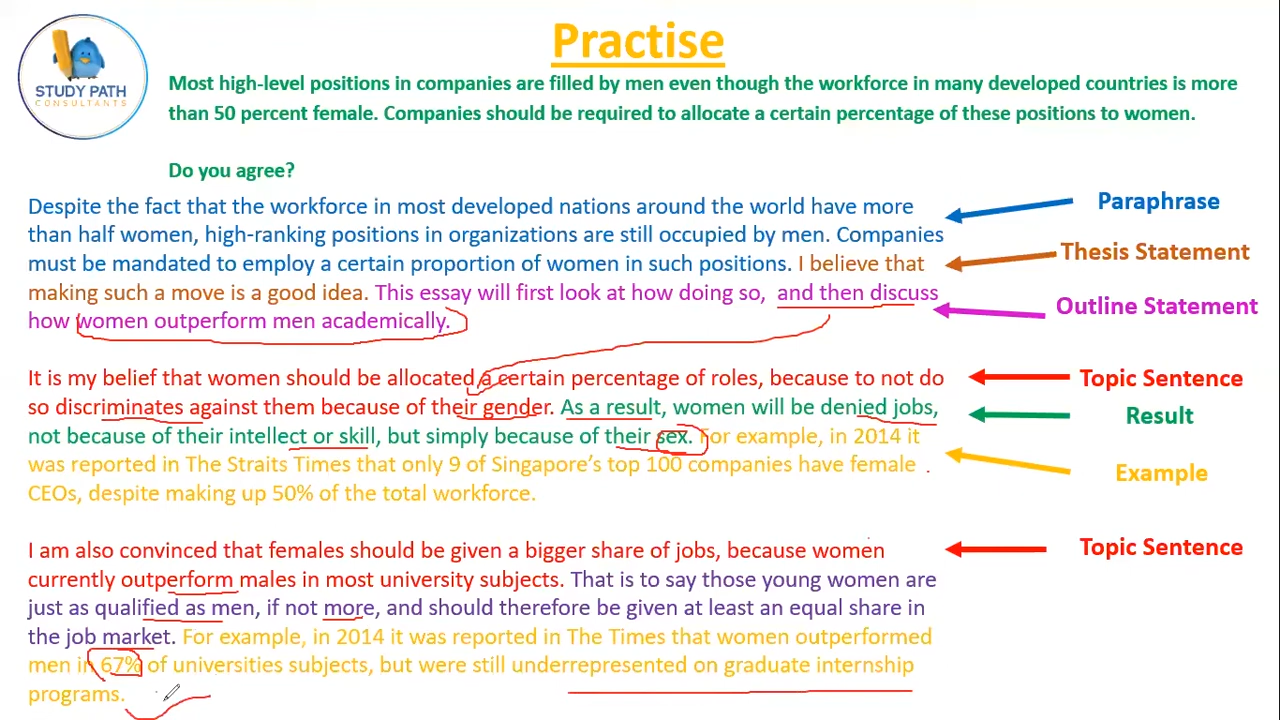 Practise
STUDY PATH
CONSULTANTS
Most high-level positions in companies are filled by men even though the workforce in many developed countries is more
than 50 percent female. Companies should be required to allocate a certain percentage of these positions to women.
Do you agree?
Despite the fact that the workforce in most developed nations around the world have more
than half women, high-ranking positions in organizations are still occupied by men. Companies
must be mandated to employ a certain proportion of women in such positions. I believe that
making such a move is a good idea. This essay will first look at how doing so, and then discuss
how women outperform men academically.
Paraphrase
Thesis Statement
Outline Statement
It is my belief that women should be allocated a certain percentage of roles, because to not do
so discriminates against them because of their gender. As a result, women will be denied jobs,
not because of their intellect or skill, but simply because of their sex. For example, in 2014 it
was reported in The Straits Times that only 9 of Singapore's top 100 companies have female
CEOs, despite making up 50% of the total workforce.
Topic Sentence
Result
Example
I am also convinced that females should be given a bigger share of jobs, because women
currently outperform males in most university subjects. That is to say those young women are
just as qualified as men, if not more, and should therefore be given at least an equal share in
the job market. For example, in 2014 it was reported in The Times that women outperformed
men in 67% of universities subjects, but were still underrepresented on graduate internship
programs.
Topic Sentence